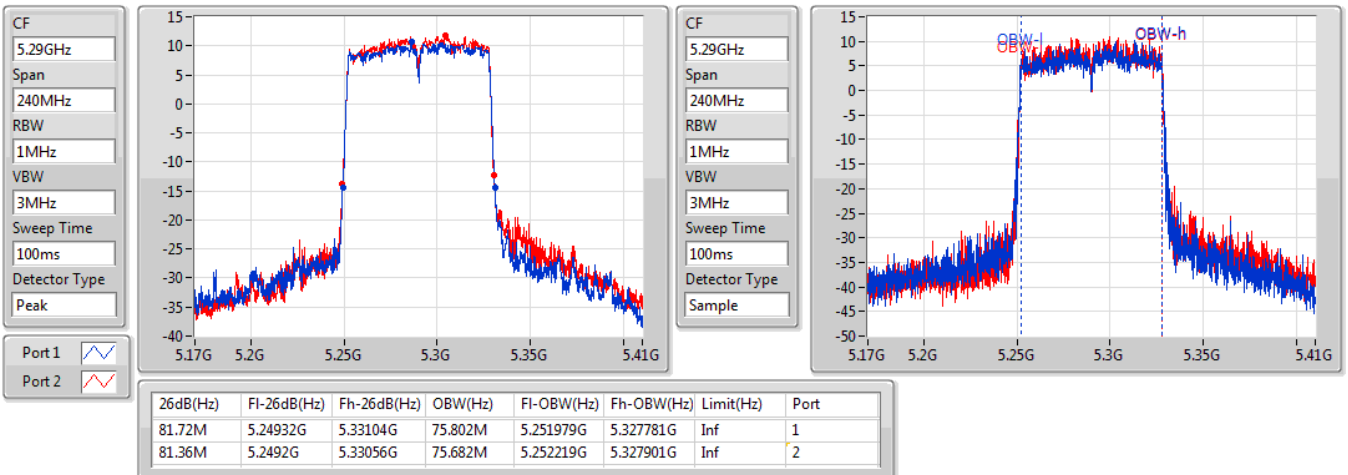 CF
5.29GHz
Span
240MHz
RBW
1MHz
VBW
3MHz
Sweep Time
100ms
Detector Type
Peak
Port 1
Port 2
15
10
5
0
-5
-10
-15
-20
-25
-30
-35
-40
5.17G 5.2G 5.25G 5.3G 5.35G 5.41G
CF
5.29GHz
Span
240MHz
RBW
1MHz
VBW
3MHz
Sweep Time
100ms
Detector Type
Sample
15
10
5
0
-5
-10
-15
-20
-25
-30
-35
-40
-45
-50
OBW-l
OBW-h
5.17G 5.2G 5.25G 5.3G 5.35G 5.41G
26dB(Hz) Fl-26dB(Hz) Fh-26dB(Hz) OBW(Hz) Fl-OBW(Hz) Fh-OBW(Hz) Limit(Hz) Port
81.72M 5.24932G 5.33104G 75.802M 5.251979G 5.327781G Inf 1
81.36M 5.2492G 5.33056G 75.682M 5.252219G 5.327901G Inf 2